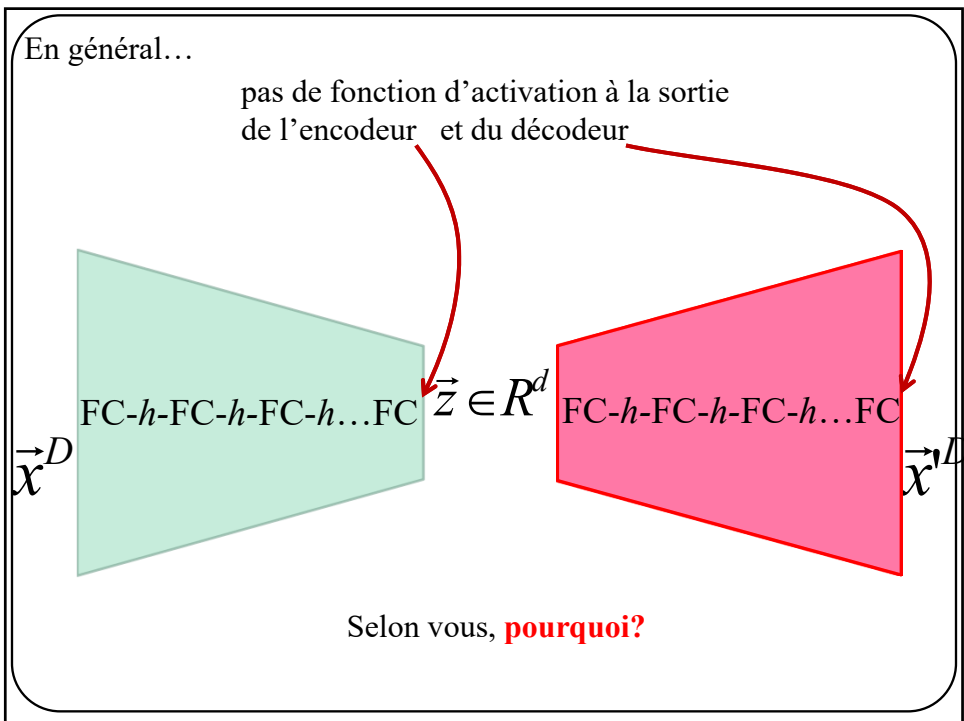 En général…
pas de fonction d’activation à la sortie
de l’encodeur et du décodeur
FC-h-FC-h-FC-h…FC
z⃗ ∈ R^d
FC-h-FC-h-FC-h…FC
x⃗^D
x⃗'^D
Selon vous, pourquoi?